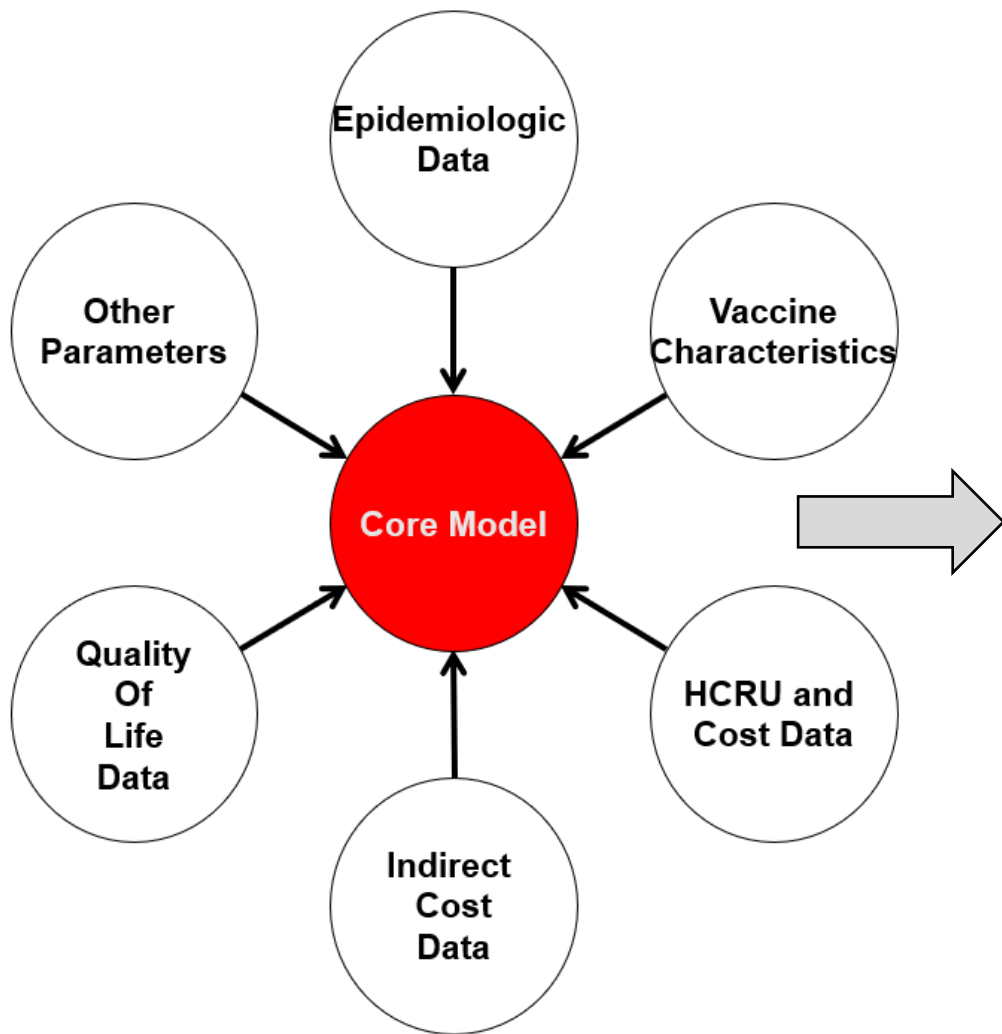 Epidemiologic
Data
Other
Parameters
Vaccine
Characteristics
Core Model
Quality
Of
Life
Data
HCRU and
Cost Data
Indirect
Cost
Data